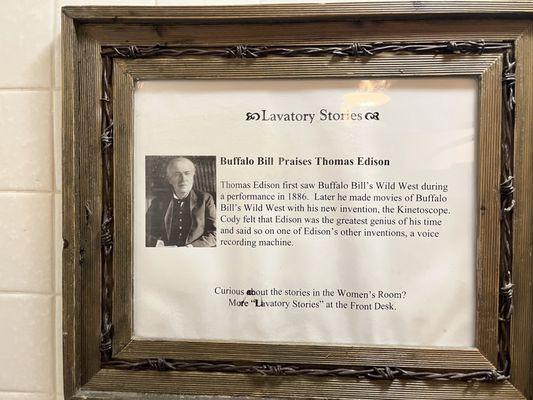 Lavatory Stories
Buffalo Bill Praises Thomas Edison
Thomas Edison first saw Buffalo Bill's Wild West during
a performance in 1886. Later he made movies of Buffalo
Bill's Wild West with his new invention, the Kinetoscope.
Cody felt that Edison was the greatest genius of his time
and said so on one of Edison's other inventions, a voice
recording machine.
Curious about the stories in the Women's Room?
More "Lavatory Stories" at the Front Desk.